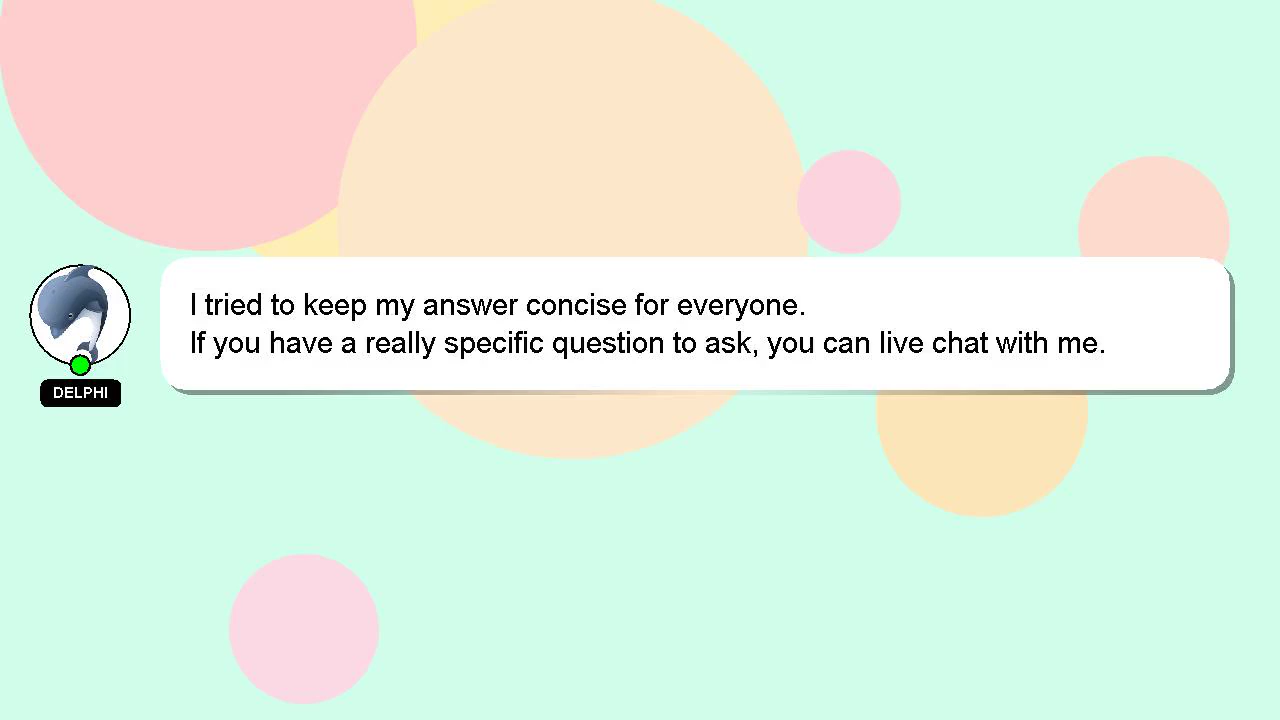 I tried to keep my answer concise for everyone.
If you have a really specific question to ask, you can live chat with me.
DELPHI